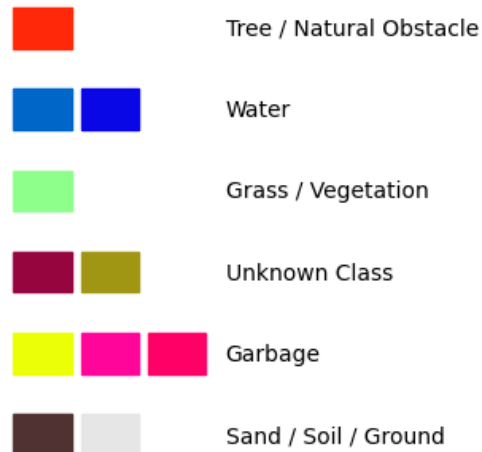 Tree / Natural Obstacle
Water
Grass / Vegetation
Unknown Class
Garbage
Sand / Soil / Ground